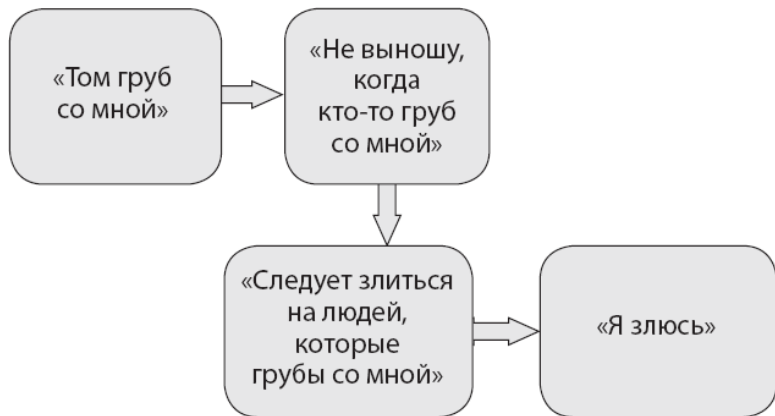 «Том груб
со мной»
«Не выношу,
когда
кто-то груб
со мной»
«Следует злиться
на людей,
которые
грубы со мной»
«Я злюсь»